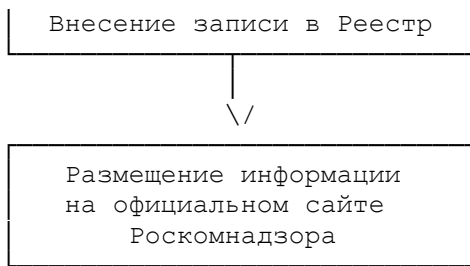 Внесение записи в Реестр
Размещение информации
на официальном сайте
Роскомнадзора